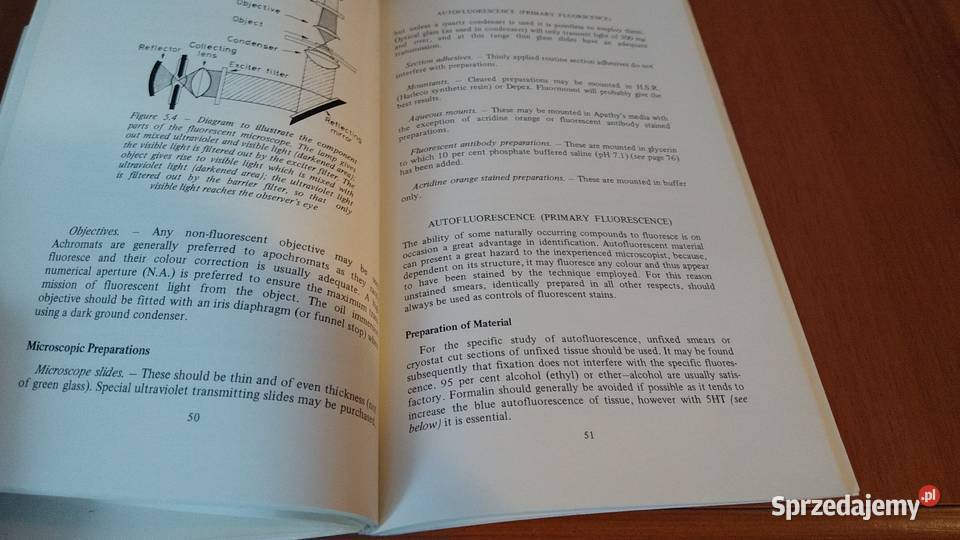 Objective
Object
Condenser
Reflector
Collecting
lens
Exciter filter
Reflecting
mirror
Figure 5.4 — Diagram to illustrate the component
parts of the fluorescent microscope. The lamp gives
out mixed ultraviolet and visible light (darkened area);
the visible light is filtered out by the exciter filter. The
object gives rise to visible light which is mixed with
ultraviolet light (darkened area); the ultraviolet light
is filtered out by the barrier filter, so that only
visible light reaches the observer's eye
Objectives. — Any non-fluorescent objective may be
Achromats are generally preferred to apochromats as they
fluoresce and their colour correction is usually adequate. A
numerical aperture (N.A.) is preferred to ensure the maximum
mission of fluorescent light from the object. The oil
objective should be fitted with an iris diaphragm (or funnel stop)
using a dark ground condenser.
Microscopic Preparations
Microscope slides. — These should be thin and of even thickness
of green glass). Special ultraviolet transmitting slides may be purchased,
50
AUTOFLUORESCENCE (PRIMARY FLUORESCENCE)
but unless a quartz condenser is used it is pointless to employ them.
Optical glass (as used in condensers) will only transmit light of 300 mμ
and over, and at this range thin glass slides have an adequate
transmission.
Section adhesives. — Thinly applied routine section adhesives do not
interfere with preparations.
Mountants. — Cleared preparations may be mounted in H.S.R.
(Harleco synthetic resin) or Depex. Fluormount will probably give the
best results.
Aqueous mounts. — These may be mounted in Apathy's media with
the exception of acridine orange or fluorescent antibody stained
preparations.
Fluorescent antibody preparations. — These are mounted in glycerin
to which 10 per cent phosphate buffered saline (pH 7.1) (see page 76)
has been added.
Acridine orange stained preparations. — These are mounted in buffer
only.
AUTOFLUORESCENCE (PRIMARY FLUORESCENCE)
The ability of some naturally occurring compounds to fluoresce is on
occasion a great advantage in identification. Autofluorescent material
can present a great hazard to the inexperienced microscopist, because,
dependent on its structure, it may fluoresce any colour and thus appear
to have been stained by the technique employed. For this reason
unstained smears, identically prepared in all other respects, should
always be used as controls of fluorescent stains.
Preparation of Material
For the specific study of autofluorescence, unfixed smears or
cryostat cut sections of unfixed tissue should be used. It may be found
subsequently that fixation does not interfere with the specific fluores-
cence. 95 per cent alcohol (ethyl) or ether–alcohol are usually satis-
factory. Formalin should generally be avoided if possible as it tends to
increase the blue autofluorescence of tissue, however with 5HT (see
below) it is essential.
51
Sprzedajemy.pl